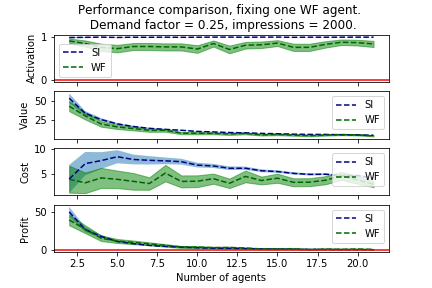 Performance comparison, fixing one WF agent.
Demand factor = 0.25, impressions = 2000.
Activation
1
0
SI
WF
Value
50
25
SI
WF
Cost
10
5
SI
WF
Profit
50
0
SI
WF
2.5 5.0 7.5 10.0 12.5 15.0 17.5 20.0
Number of agents